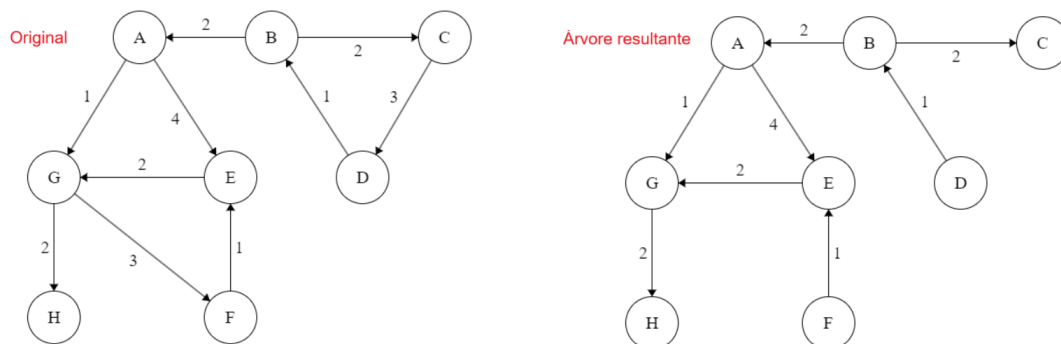 Original
A 2 B 2 C
1 4 1 3
G 2 E D
2 3 1
H F
Árvore resultante
A 2 B 2 C
1 4 1
G 2 E D
2 1
H F